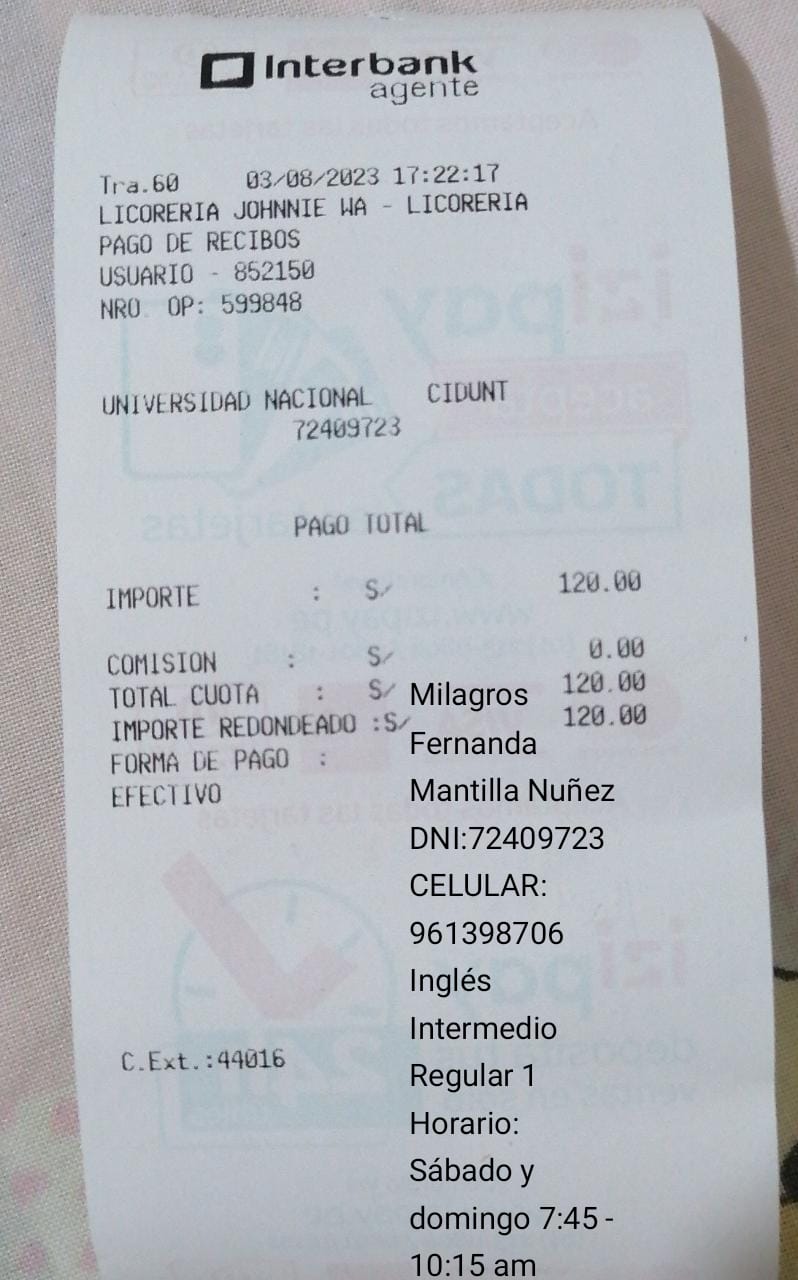 Interbank
agente
Tra.60 03/08/2023 17:22:17
LICORERIA JOHNNIE WA - LICORERIA
PAGO DE RECIBOS
USUARIO - 852150
NRO OP: 599848
UNIVERSIDAD NACIONAL CIDUNT
72409723
PAGO TOTAL
IMPORTE : S/ 120.00
COMISION : S/ 0.00
TOTAL CUOTA : S/ 120.00
IMPORTE REDONDEADO :S/ 120.00
FORMA DE PAGO :
EFECTIVO
C.Ext.:44016
Milagros
Fernanda
Mantilla Nuñez
DNI:72409723
CELULAR:
961398706
Inglés
Intermedio
Regular 1
Horario:
Sábado y
domingo 7:45 -
10:15 am